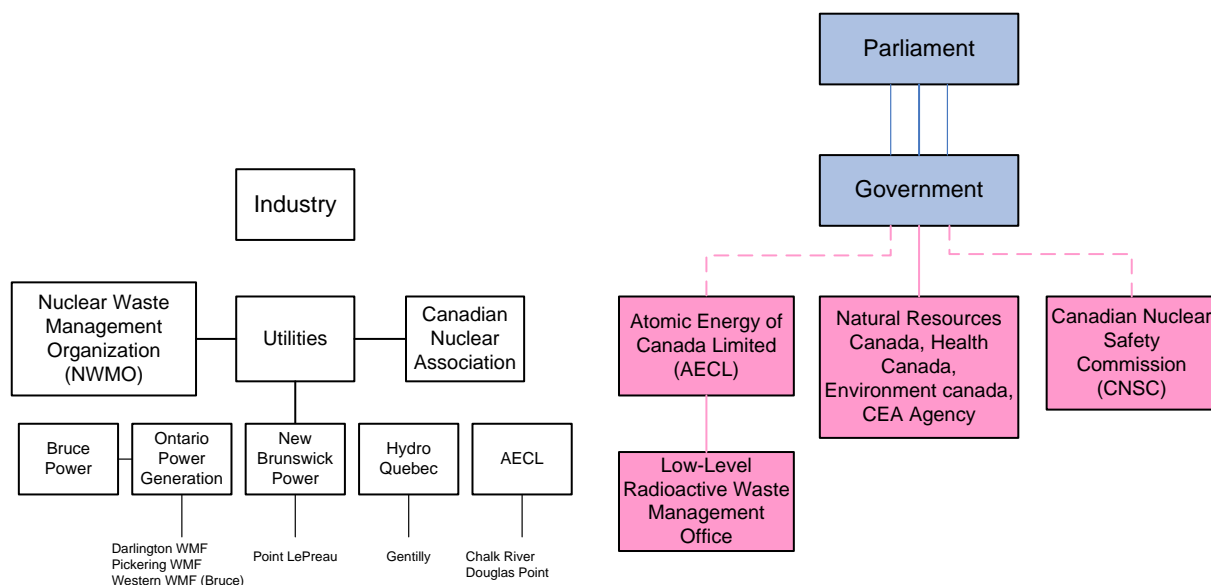 Parliament
Government
Industry
Nuclear Waste
Management
Organization
(NWMO)
Utilities
Canadian
Nuclear
Association
Atomic Energy of
Canada Limited
(AECL)
Natural Resources
Canada, Health
Canada,
Environment canada,
CEA Agency
Canadian Nuclear
Safety
Commission
(CNSC)
Bruce
Power
Ontario
Power
Generation
New
Brunswick
Power
Hydro
Quebec
AECL
Low-Level
Radioactive Waste
Management
Office
Darlington WMF
Pickering WMF
Western WMF (Bruce)
Point LePreau
Gentilly
Chalk River
Douglas Point